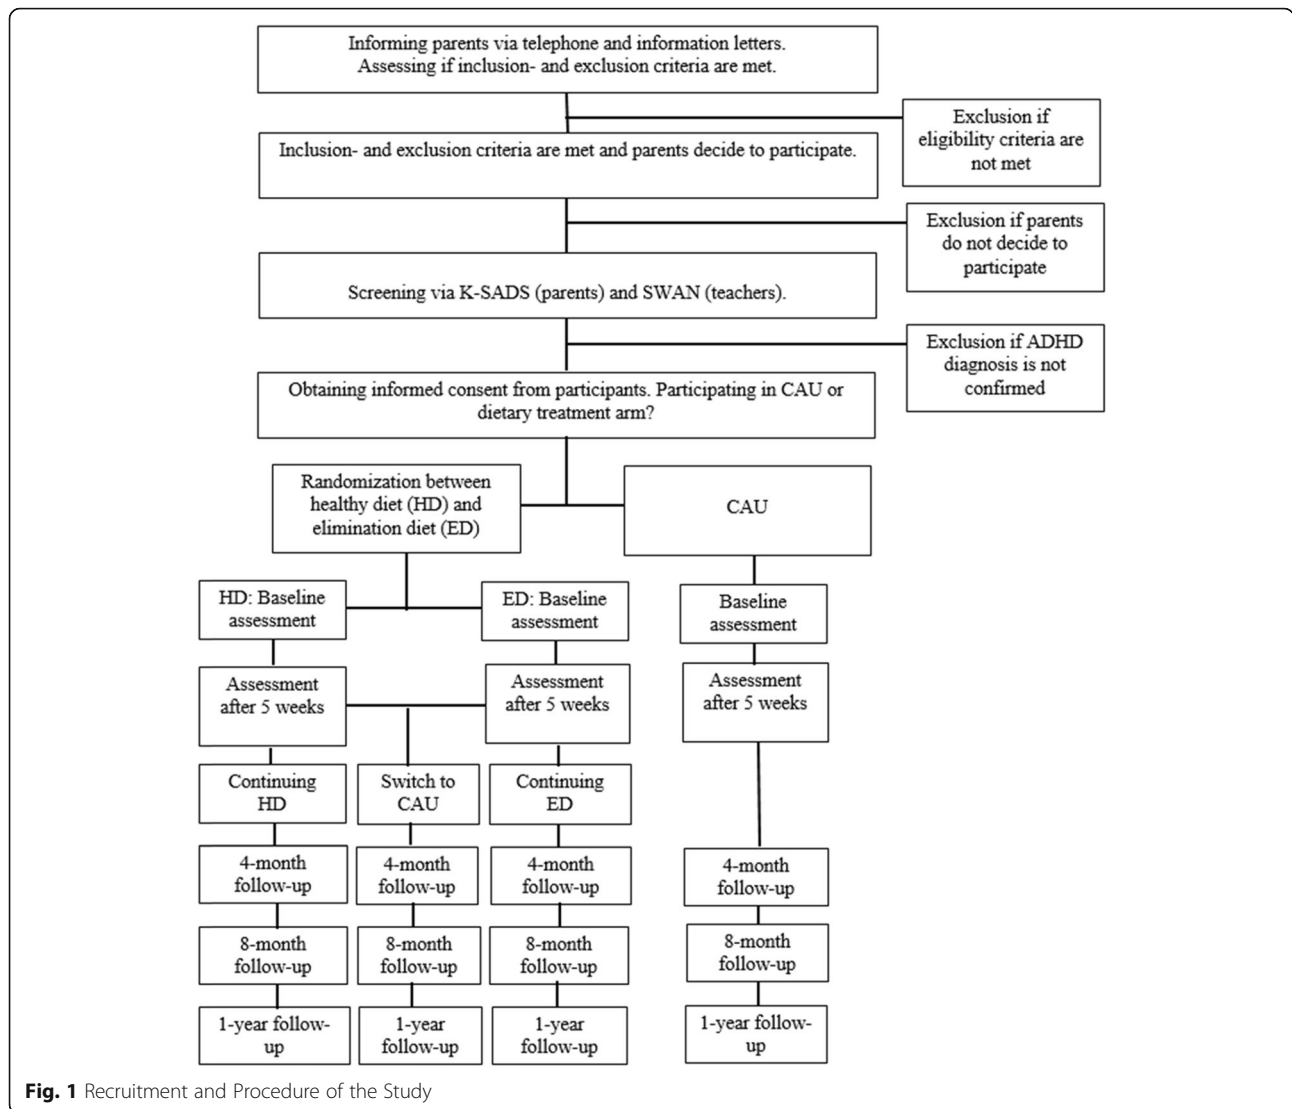 Informing parents via telephone and information letters.
Assessing if inclusion- and exclusion criteria are met.
Exclusion if
eligibility criteria are
not met
Inclusion- and exclusion criteria are met and parents decide to participate.
Exclusion if parents
do not decide to
participate
Screening via K-SADS (parents) and SWAN (teachers).
Exclusion if ADHD
diagnosis is not
confirmed
Obtaining informed consent from participants. Participating in CAU or
dietary treatment arm?
Randomization between
healthy diet (HD) and
elimination diet (ED)
CAU
HD: Baseline
assessment
ED: Baseline
assessment
Baseline
assessment
Assessment
after 5 weeks
Assessment
after 5 weeks
Assessment
after 5 weeks
Continuing
HD
Switch to
CAU
Continuing
ED
4-month
follow-up
4-month
follow-up
4-month
follow-up
4-month
follow-up
8-month
follow-up
8-month
follow-up
8-month
follow-up
8-month
follow-up
1-year follow-
up
1-year
follow-up
1-year
follow-up
1-year follow-
up
Fig. 1 Recruitment and Procedure of the Study